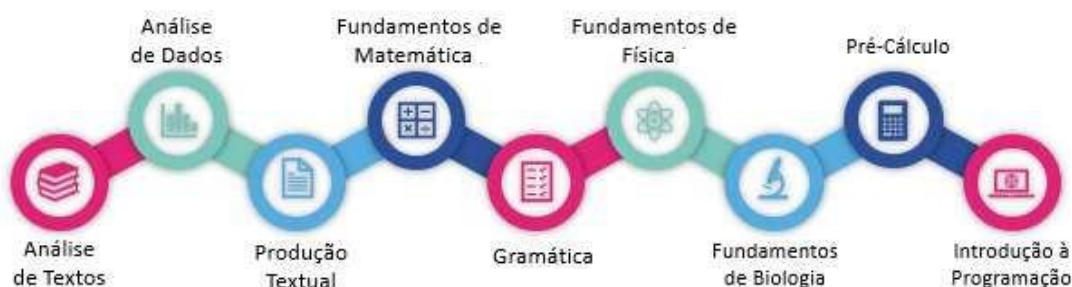 Análise
de Dados
Fundamentos de
Matemática
Fundamentos de
Física
Pré-Cálculo
Análise
de Textos
Produção
Textual
Gramática
Fundamentos
de Biologia
Introdução à
Programação